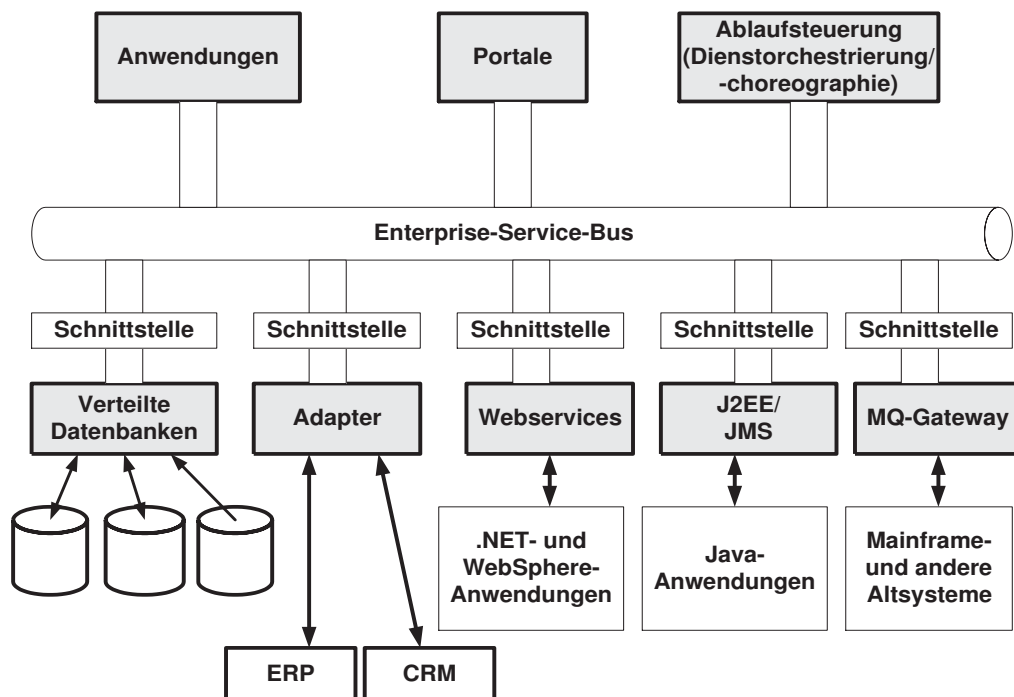 Anwendungen
Portale
Ablaufsteuerung
(Dienstorchestrierung/
-choreographie)
Enterprise-Service-Bus
Schnittstelle
Schnittstelle
Schnittstelle
Schnittstelle
Schnittstelle
Verteilte
Datenbanken
Adapter
Webservices
J2EE/
JMS
MQ-Gateway
.NET- und
WebSphere-
Anwendungen
Java-
Anwendungen
Mainframe-
und andere
Altsysteme
ERP
CRM